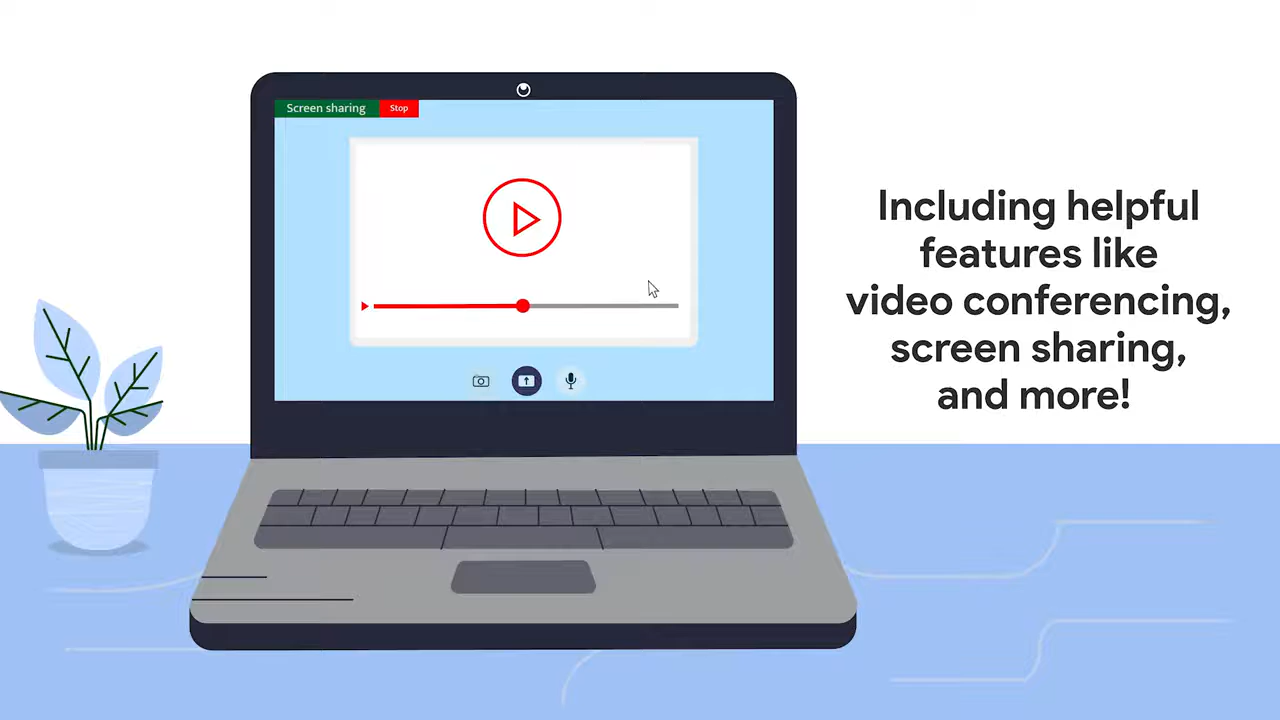 Screen sharing Stop
Including helpful
features like
video conferencing,
screen sharing,
and more!